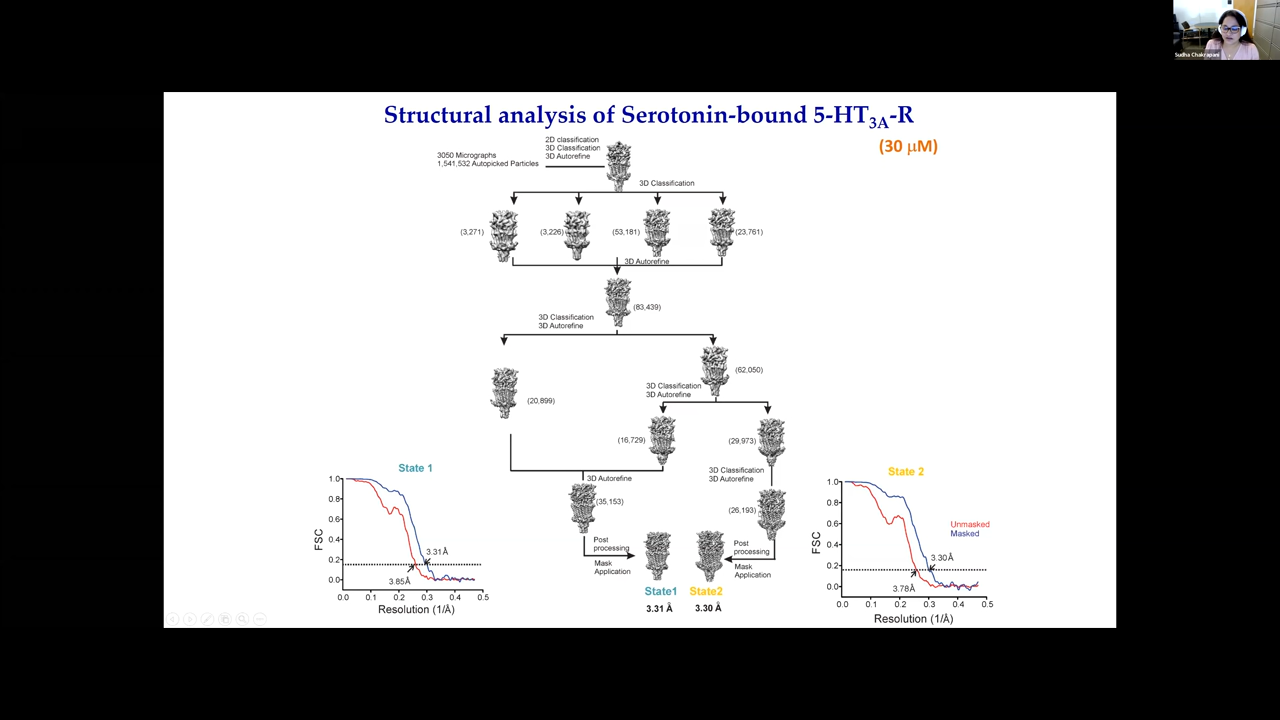 Sudha Chakrapani
Structural analysis of Serotonin-bound 5-HT3A-R
(30 μM)
3050 Micrographs
1,541,532 Autopicked Particles
2D classification
3D Classification
3D Autorefine
3D Classification
(3,271)
(3,226)
(53,181)
(23,761)
3D Autorefine
(83,439)
3D Classification
3D Autorefine
(62,050)
3D Classification
3D Autorefine
(20,899)
(16,729)
(29,973)
3D Autorefine
3D Classification
3D Autorefine
(35,153)
(26,193)
Post
processing
Mask
Application
Post
processing
Mask
Application
State1
State2
3.31 Å
3.30 Å
State 1
FSC
1.0
0.8
0.6
0.4
0.2
0.0
3.31Å
3.85Å
0.0 0.1 0.2 0.3 0.4 0.5
Resolution (1/Å)
State 2
FSC
1.0
0.8
0.6
0.4
0.2
0.0
Unmasked
Masked
3.30Å
3.78Å
0.0 0.1 0.2 0.3 0.4 0.5
Resolution (1/Å)